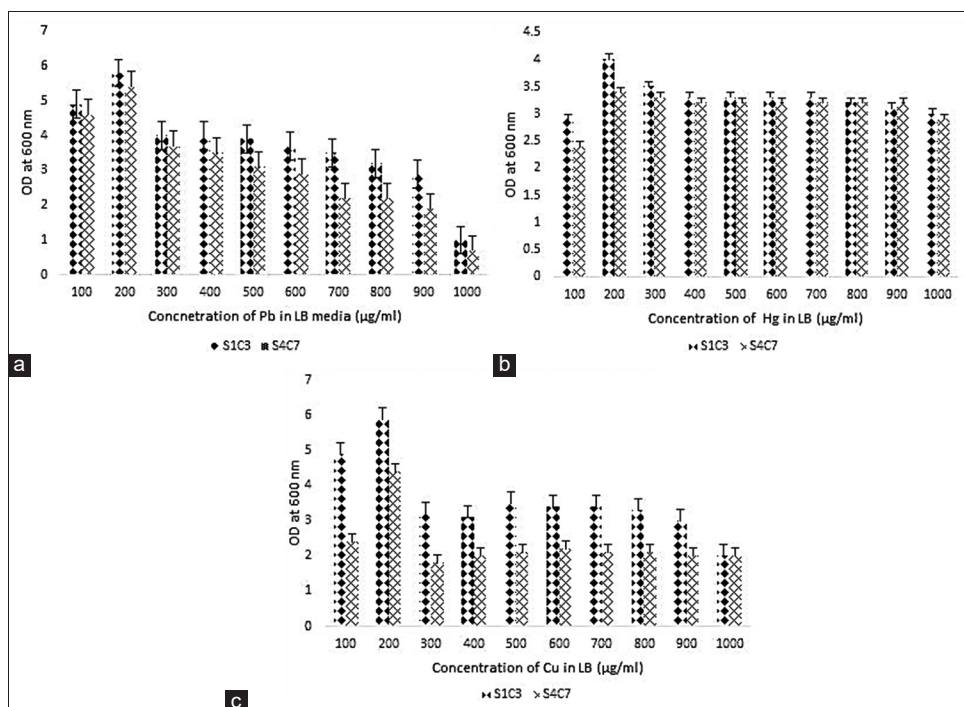 7
6
5
4
3
2
1
0
OD at 600 nm
100 200 300 400 500 600 700 800 900 1000
Concnetration of Pb in LB media (µg/ml)
S1C3 S4C7
a
4.5
4
3.5
3
2.5
2
1.5
1
0.5
0
OD at 600 nm
100 200 300 400 500 600 700 800 900 1000
Concentration of Hg in LB (µg/ml)
S1C3 S4C7
b
7
6
5
4
3
2
1
0
OD at 600 nm
100 200 300 400 500 600 700 800 900 1000
Concentration of Cu in LB (µg/ml)
S1C3 S4C7
c